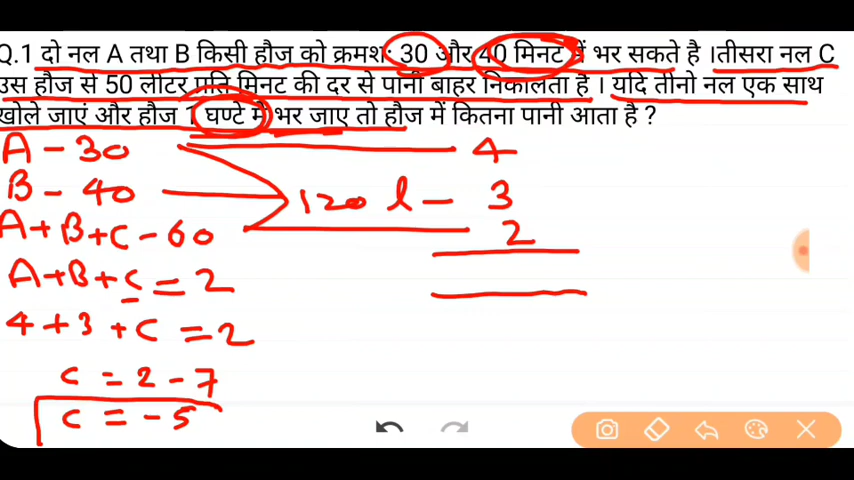 Q.1 दो नल A तथा B किसी हौज को क्रमशः 30 और 40 मिनट में भर सकते है ।तीसरा नल C
उस हौज से 50 लीटर प्रति मिनट की दर से पानी बाहर निकालता है । यदि तीनो नल एक साथ
खोले जाएं और हौज 1 घण्टे में भर जाए तो हौज में कितना पानी आता है ?
A - 30 4
B - 40 120 l - 3
A+B+C - 60 2
A+B+C = 2
4+3+C = 2
C = 2-7
C = -5